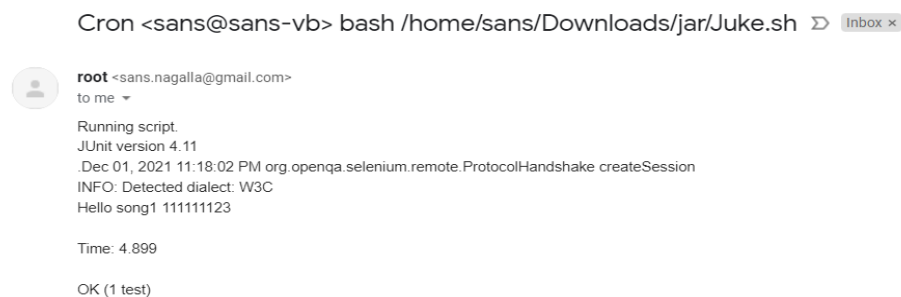 Cron <sans@sans-vb> bash /home/sans/Downloads/jar/Juke.sh Inbox ×
root <sans.nagalla@gmail.com>
to me
Running script.
JUnit version 4.11
.Dec 01, 2021 11:18:02 PM org.openqa.selenium.remote.ProtocolHandshake createSession
INFO: Detected dialect: W3C
Hello song1 111111123
Time: 4.899
OK (1 test)